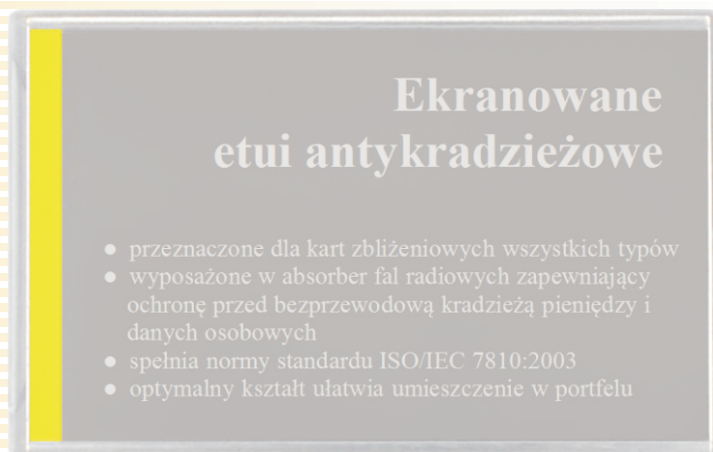 Ekranowane
etui antykradzieżowe
● przeznaczone dla kart zbliżeniowych wszystkich typów
● wyposażone w absorber fal radiowych zapewniający
ochronę przed bezprzewodową kradzieżą pieniędzy i
danych osobowych
● spełnia normy standardu ISO/IEC 7810:2003
● optymalny kształt ułatwia umieszczenie w portfelu